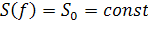 S(f) = S₀ = const